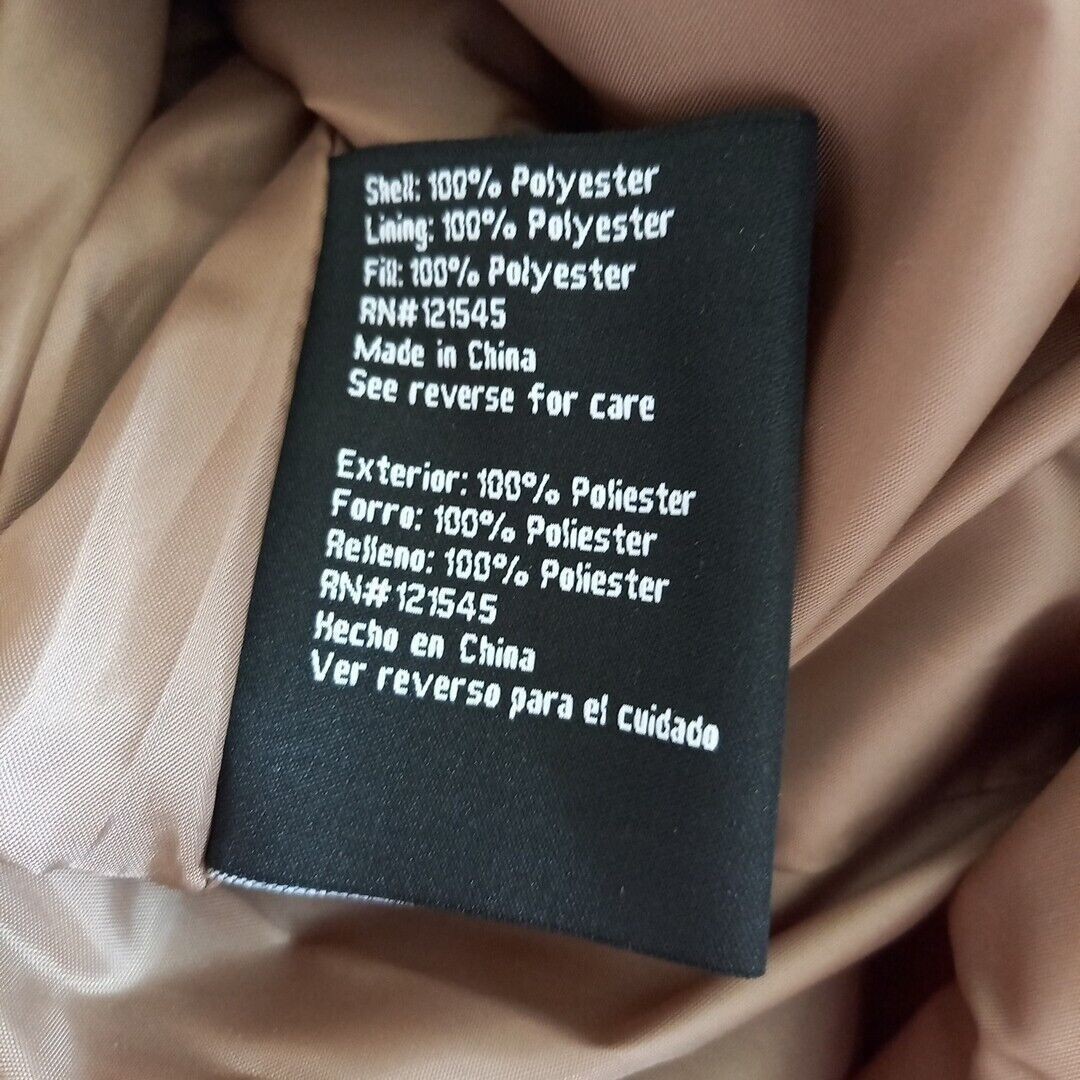 Shell: 100% Polyester
Lining: 100% Polyester
Fill: 100% Polyester
RN#121545
Made in China
See reverse for care
Exterior: 100% Poliester
Forro: 100% Poliester
Relleno: 100% Poliester
RN#121545
Hecho en China
Ver reverso para el cuidado